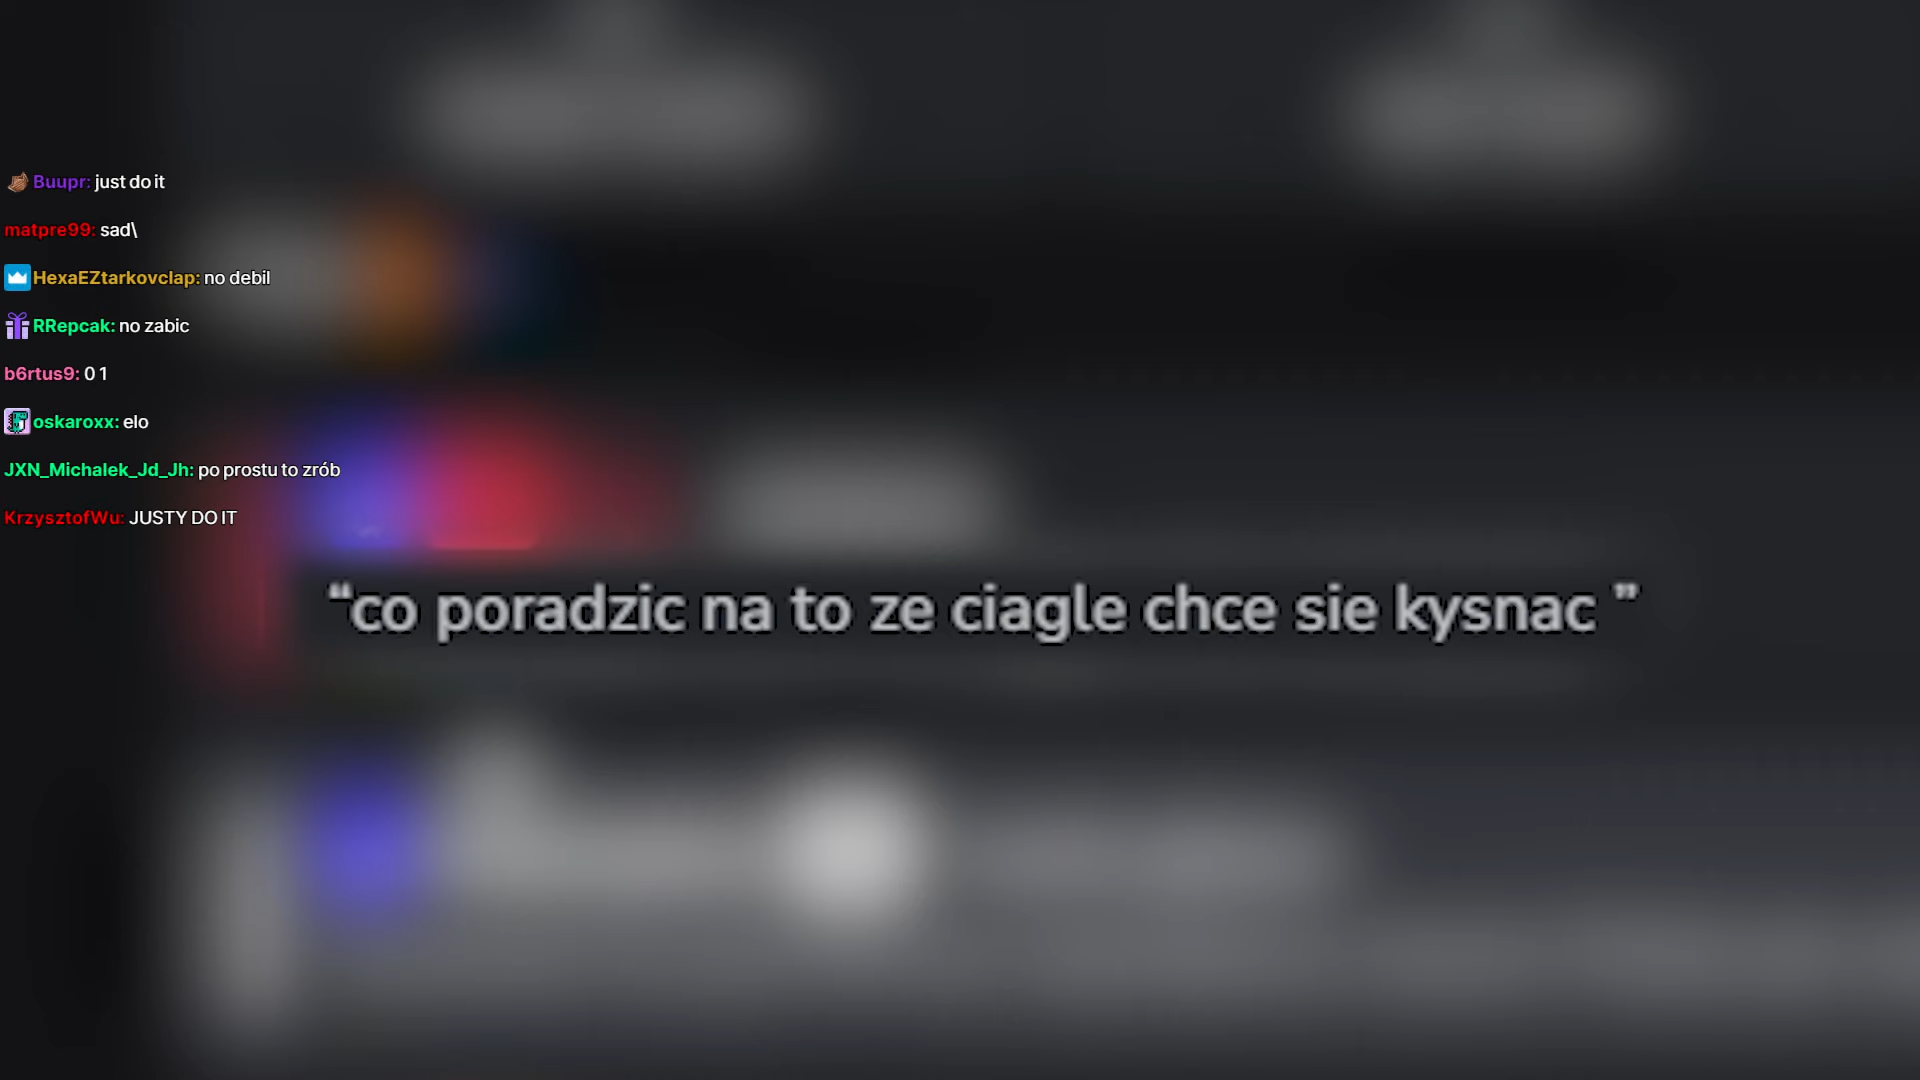 Buupr: just do it
matpre99: sad\
HexaEZtarkovclap: no debil
RRepcak: no zabic
b6rtus9: 0 1
oskaroxx: elo
JXN_Michalek_Jd_Jh: po prostu to zrób
KrzysztofWu: JUSTY DO IT
“co poradzic na to ze ciagle chce sie kysnac ”